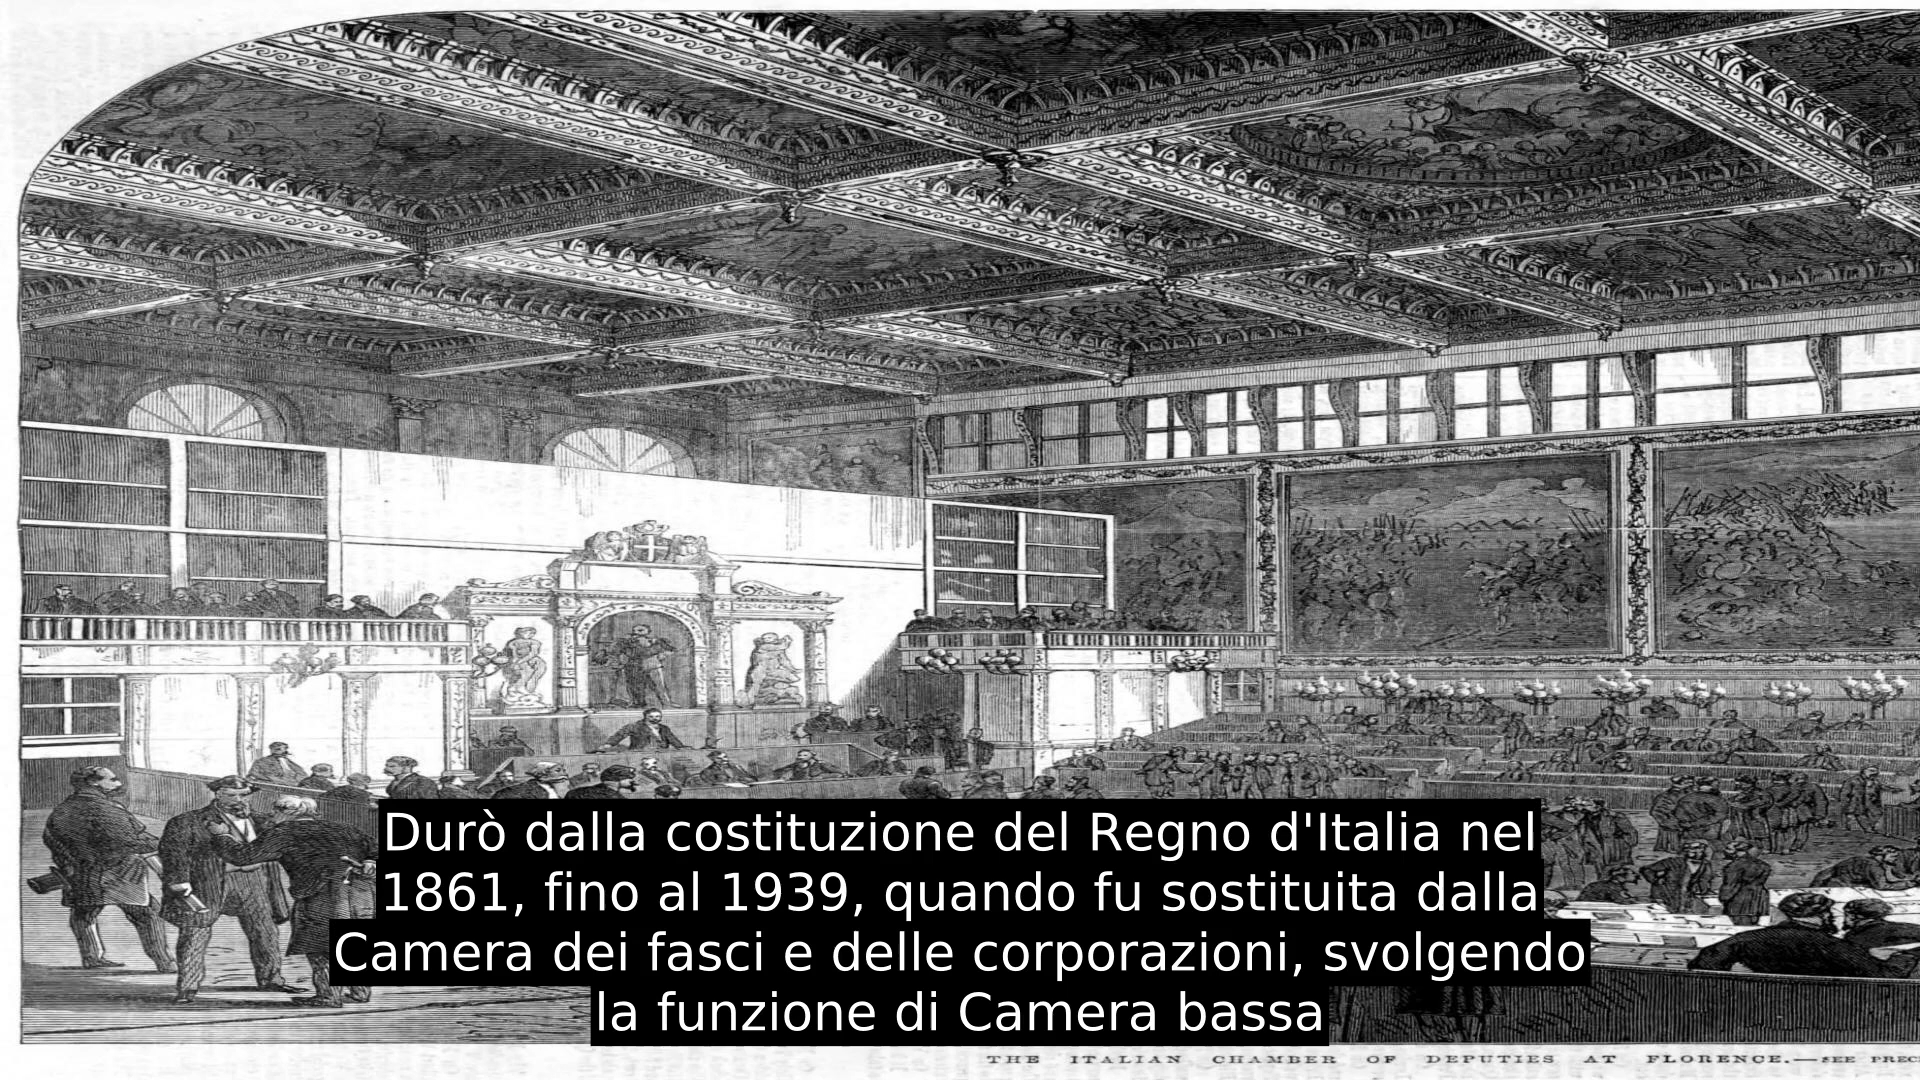 Durò dalla costituzione del Regno d'Italia nel
1861, fino al 1939, quando fu sostituita dalla
Camera dei fasci e delle corporazioni, svolgendo
la funzione di Camera bassa
THE ITALIAN CHAMBER OF DEPUTIES AT FLORENCE.—SEE